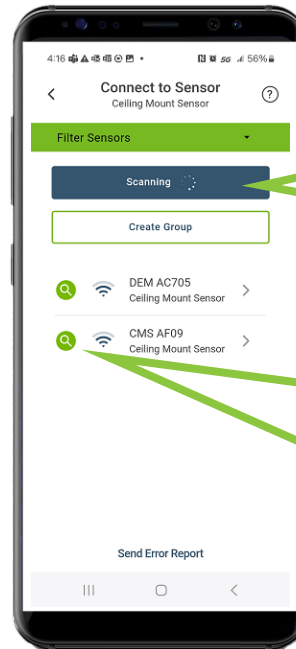 4:16 5G 56%
Connect to Sensor
Ceiling Mount Sensor
?
Filter Sensors
Scanning
Create Group
DEM AC705
Ceiling Mount Sensor
CMS AF09
Ceiling Mount Sensor
Send Error Report